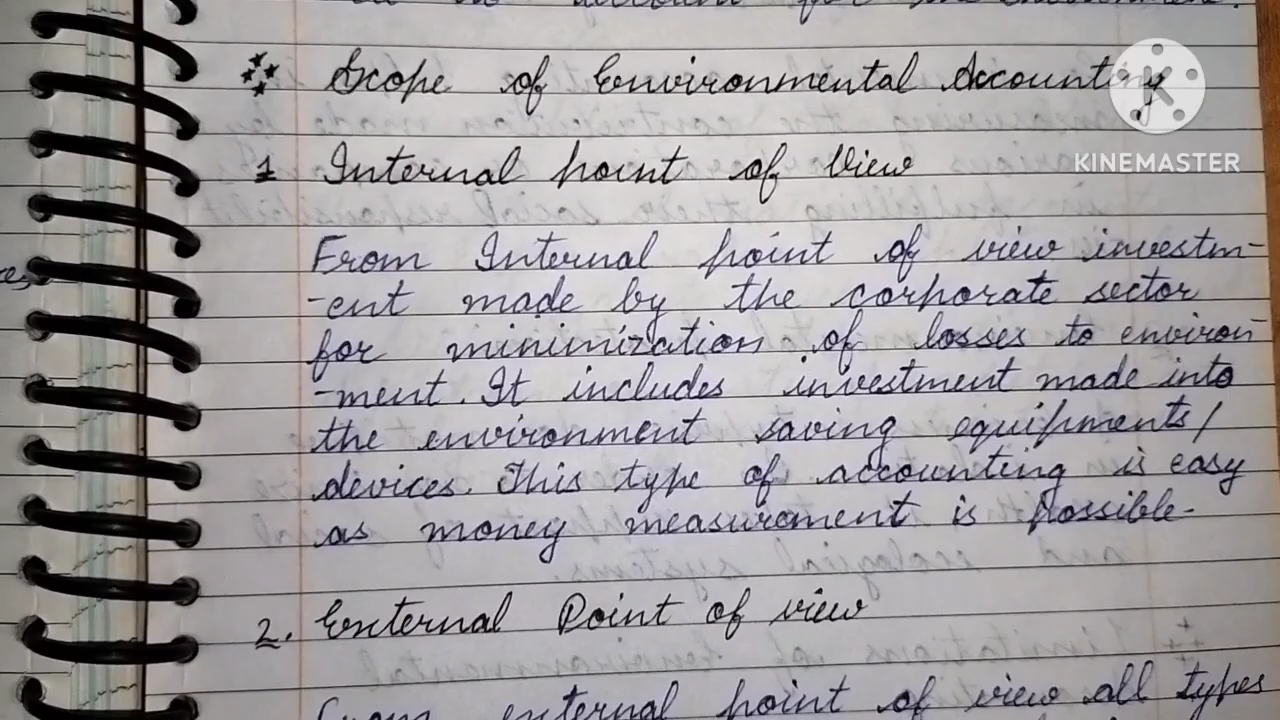 account for
Scope of Environmental Accounting
KINEMASTER
1 Internal point of View
From Internal point of view investm-
-ent made by the corporate sector
for minimization of losses to environ-
-ment. It includes investment made into
the environment saving equipments/
devices. This type of accounting is easy
as money measurement is possible-
2. External Point of view
From external point of view all types